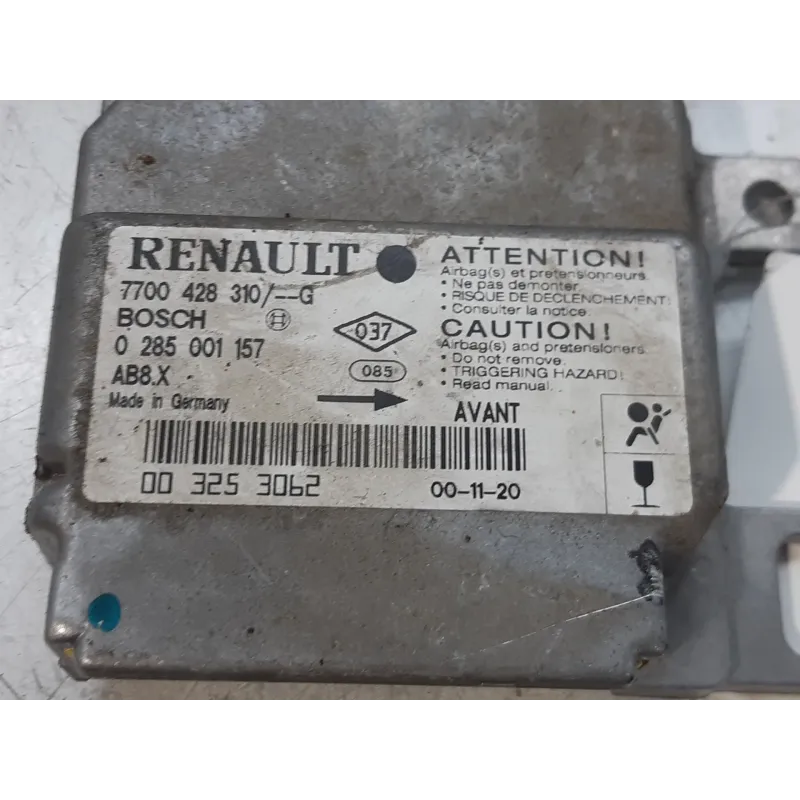 RENAULT
7700 428 310/--G
BOSCH
0 285 001 157
AB8.X
Made in Germany
037
085
ATTENTION!
Airbag(s) et pretensionneurs.
• Ne pas demonter.
• RISQUE DE DECLENCHEMENT!
• Consulter la notice.
CAUTION!
Airbag(s) and pretensioners.
• Do not remove.
• TRIGGERING HAZARD!
• Read manual.
AVANT
00 325 3062
00-11-20